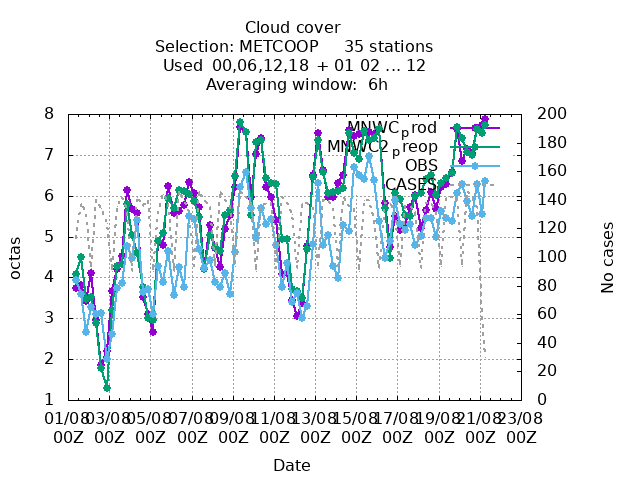 Cloud cover
Selection: METCOOP     35 stations
Used  00,06,12,18  + 01 02 ... 12
Averaging window:  6h
8
7
6
5
4
3
2
1
octas
200
180
160
140
120
100
80
60
40
20
0
No cases
MNWC_prod
MNWC2_preop
OBS
CASES
01/08 03/08 05/08 07/08 09/08 11/08 13/08 15/08 17/08 19/08 21/08 23/08
00Z 00Z 00Z 00Z 00Z 00Z 00Z 00Z 00Z 00Z 00Z 00Z
Date